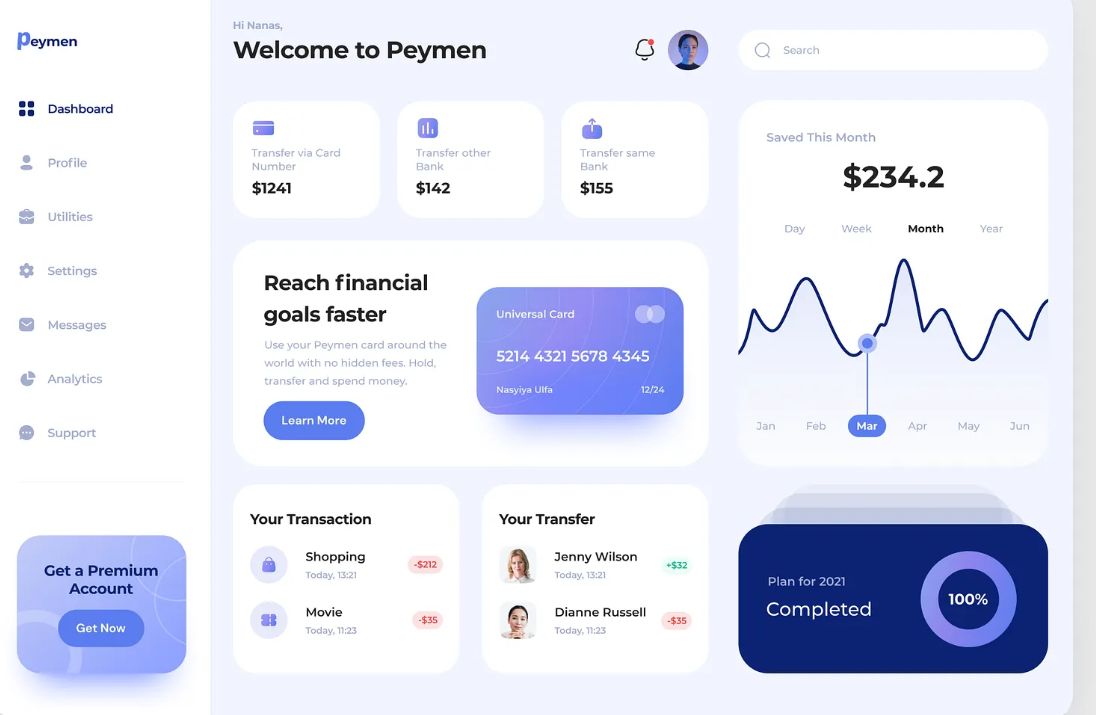 Peymen
Dashboard
Profile
Utilities
Settings
Messages
Analytics
Support
Get a Premium
Account
Get Now
Hi Nanas,
Welcome to Peymen
Search
Transfer via Card
Number
$1241
Transfer other
Bank
$142
Transfer same
Bank
$155
Reach financial
goals faster
Use your Peymen card around the
world with no hidden fees. Hold,
transfer and spend money.
Learn More
Universal Card
5214 4321 5678 4345
Nasyiya Ulfa 12/24
Saved This Month
$234.2
Day Week Month Year
Jan Feb Mar Apr May Jun
Your Transaction
Shopping
Today, 13:21
-$212
Movie
Today, 11:23
-$35
Your Transfer
Jenny Wilson
Today, 13:21
+$32
Dianne Russell
Today, 11:23
-$35
Plan for 2021
Completed
100%